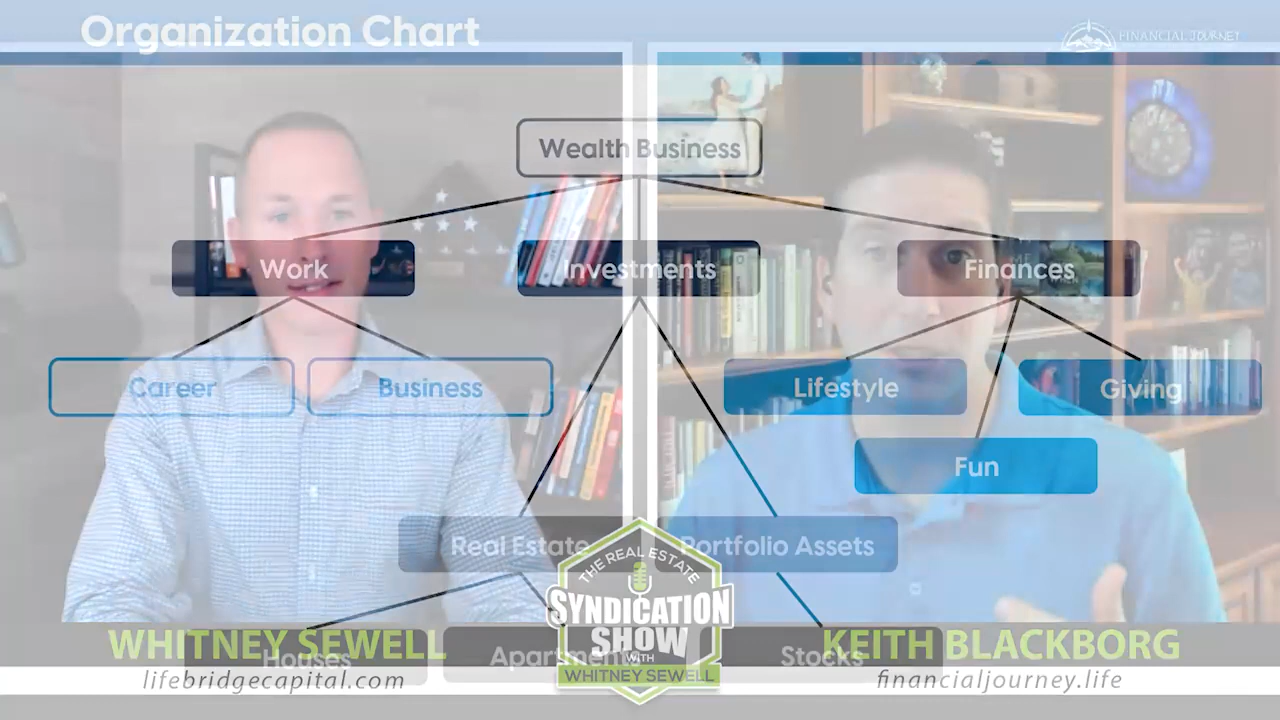 Organization Chart
FINANCIAL JOURNEY
Wealth Business
Work
Investments
Finances
Career
Business
Lifestyle
Giving
Fun
Real Estate
Portfolio Assets
THE REAL ESTATE
SYNDICATION
SHOW
WITH
WHITNEY SEWELL
WHITNEY SEWELL
Houses
Apartments
Stocks
KEITH BLACKBORG
lifebridgecapital.com
financialjourney.life